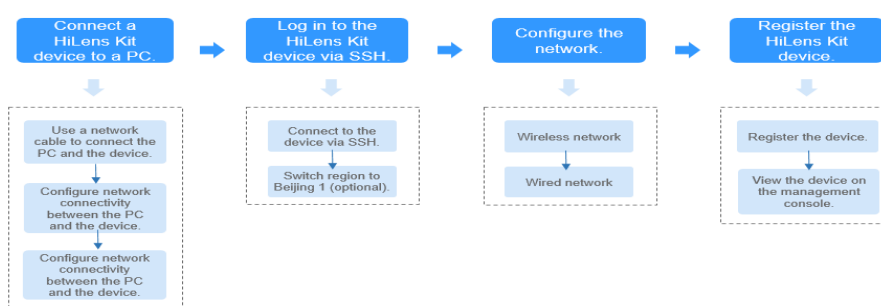 Connect a
HiLens Kit
device to a PC.
Log in to the
HiLens Kit
device via SSH.
Configure the
network.
Register the
HiLens Kit
device.
Use a network
cable to connect the
PC and the device.
Configure network
connectivity
between the PC
and the device.
Configure network
connectivity
between the PC
and the device.
Connect to the
device via SSH.
Switch region to
Beijing 1 (optional).
Wireless network
Wired network
Register the device.
View the device on
the management
console.